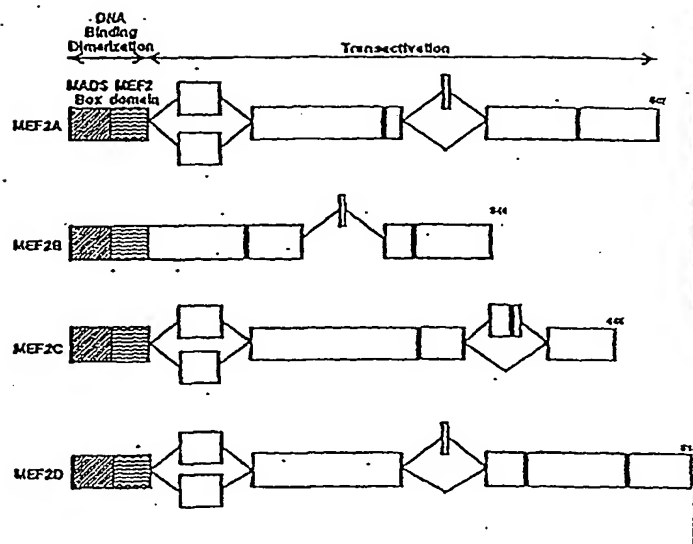 DNA
Binding
Dimerization
Transactivation
MADS MEF2
Box domain
MEF2A
MEF2B
MEF2C
MEF2D